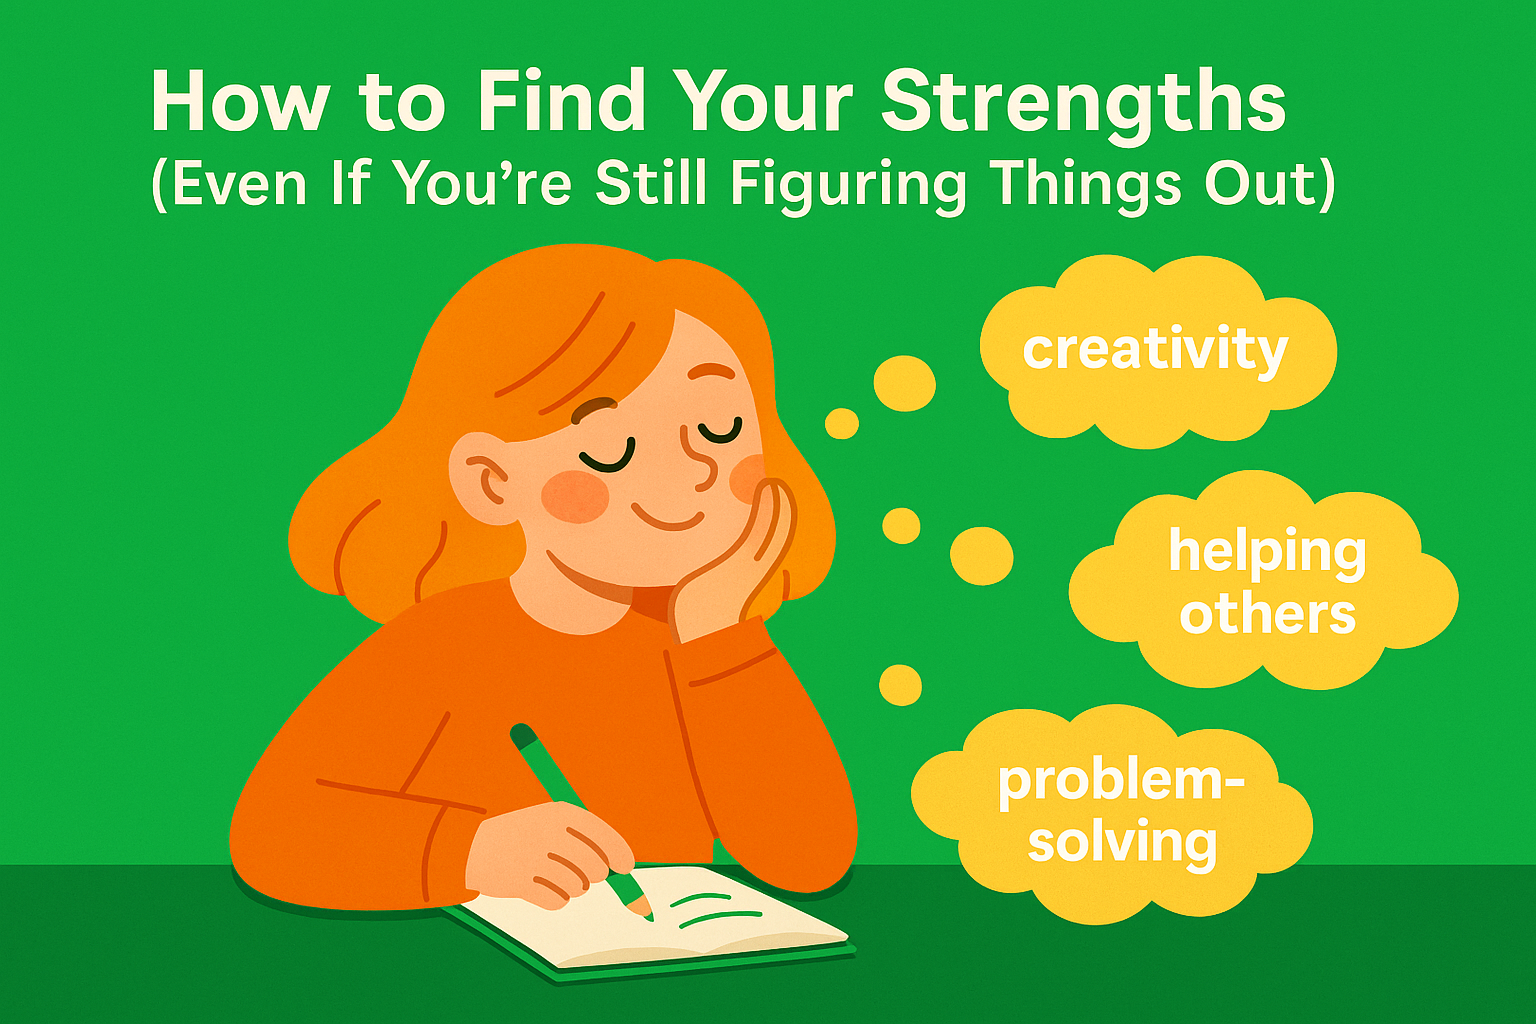 How to Find Your Strengths
(Even If You’re Still Figuring Things Out)
creativity
helping
others
problem-
solving